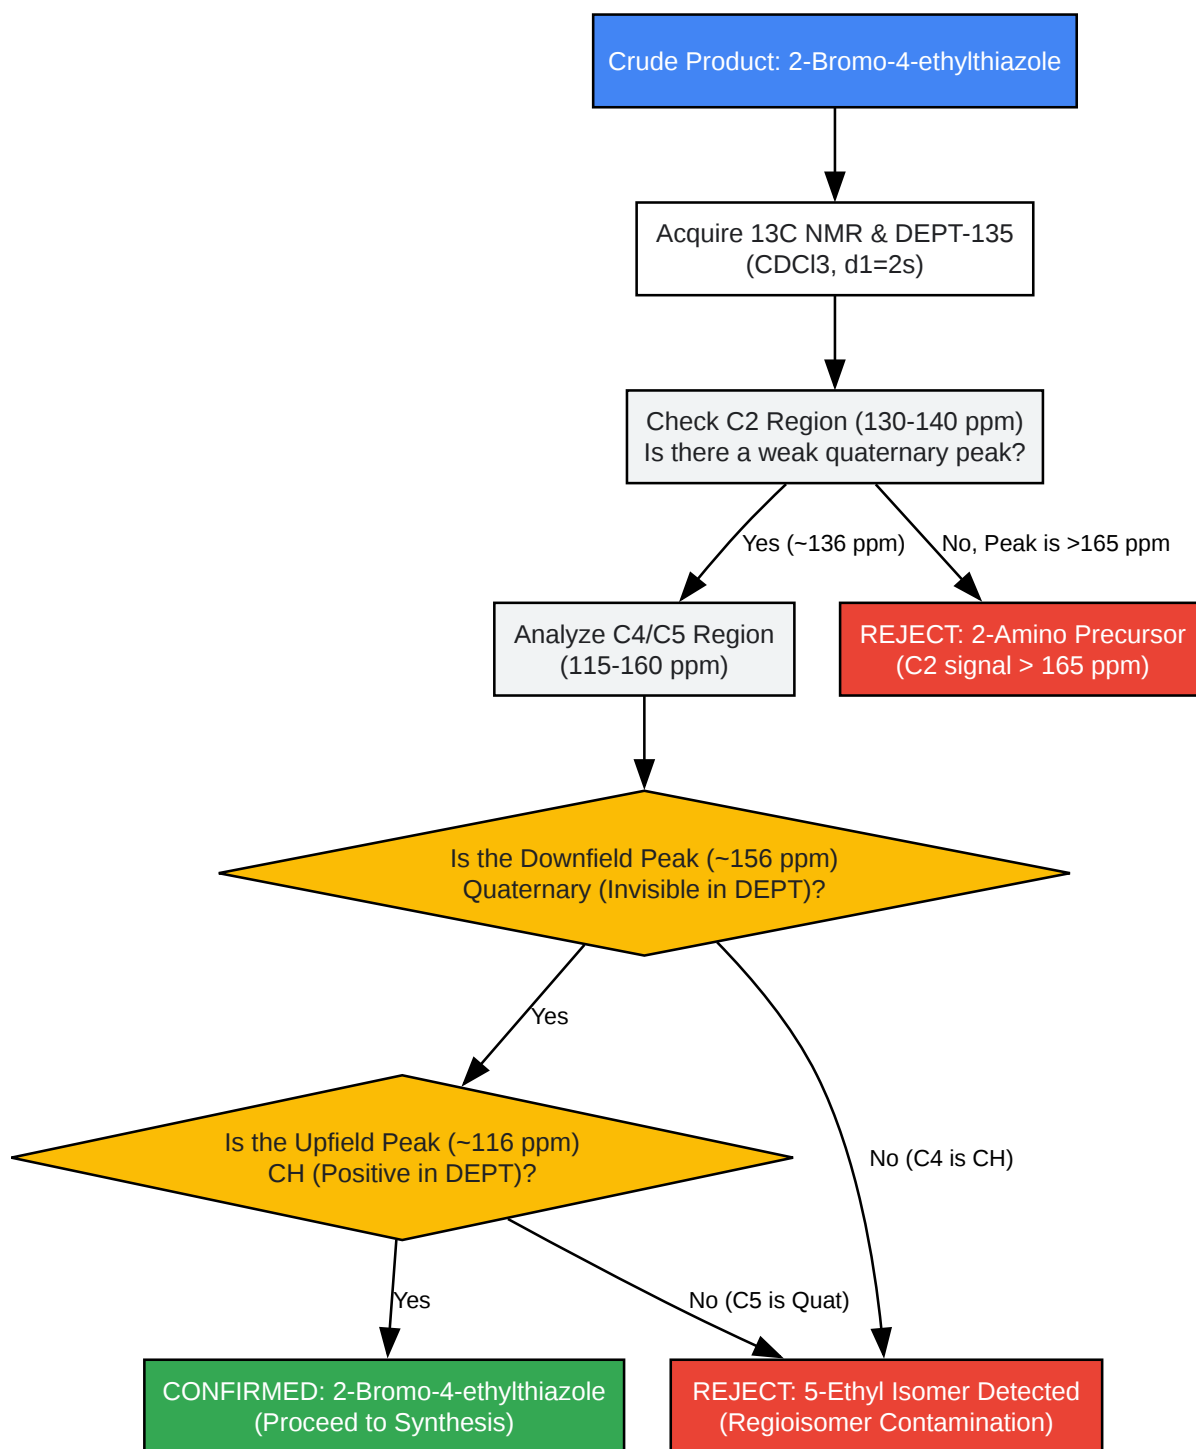 Crude Product: 2-Bromo-4-ethylthiazole
Acquire 13C NMR & DEPT-135
(CDCl3, d1=2s)
Check C2 Region (130-140 ppm)
Is there a weak quaternary peak?
Yes (~136 ppm)
No, Peak is >165 ppm
Analyze C4/C5 Region
(115-160 ppm)
REJECT: 2-Amino Precursor
(C2 signal > 165 ppm)
Is the Downfield Peak (~156 ppm)
Quaternary (Invisible in DEPT)?
Yes
Is the Upfield Peak (~116 ppm)
CH (Positive in DEPT)?
No (C4 is CH)
Yes
No (C5 is Quat)
CONFIRMED: 2-Bromo-4-ethylthiazole
(Proceed to Synthesis)
REJECT: 5-Ethyl Isomer Detected
(Regioisomer Contamination)